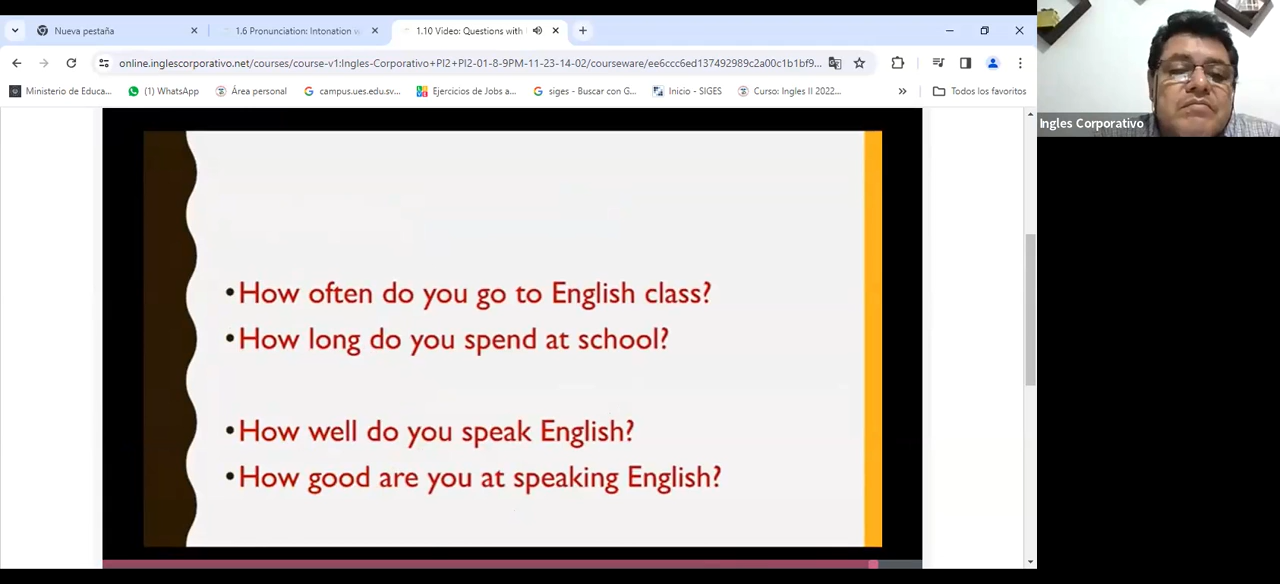 Nueva pestaña
1.6 Pronunciation: Intonation w
1.10 Video: Questions with
online.inglescorporativo.net/courses/course-v1:Ingles-Corporativo+PI2+PI2-01-8-9PM-11-23-14-02/courseware/ee6ccc6ed137492989c2a00c1b1bf9...
Ministerio de Educa...
(1) WhatsApp
Área personal
campus.ues.edu.sv...
Ejercicios de Jobs a...
siges - Buscar con G...
Inicio - SIGES
Curso: Ingles II 2022...
»
Todos los favoritos
Ingles Corporativo
•How often do you go to English class?
•How long do you spend at school?
•How well do you speak English?
•How good are you at speaking English?